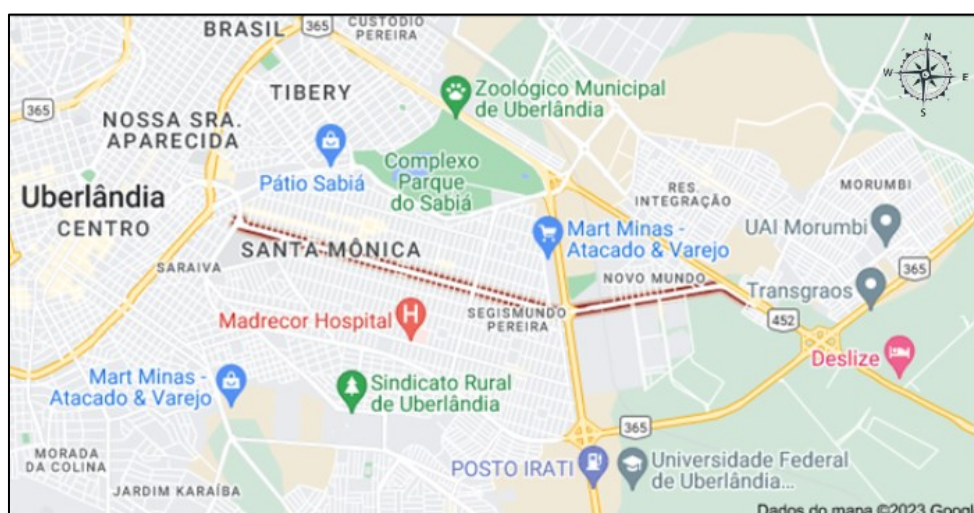 BRASIL
365
CUSTÓDIO
PEREIRA
N
W
E
S
TIBERY
Zoológico Municipal
de Uberlândia
365
NOSSA SRA.
APARECIDA
Pátio Sabiá
Complexo
Parque
do Sabiá
RES.
INTEGRAÇÃO
MORUMBI
Uberlândia
CENTRO
SANTA MÔNICA
Mart Minas -
Atacado & Varejo
UAI Morumbi
SARAIVA
NOVO MUNDO
365
Transgraos
Madrecor Hospital
H
SEGISMUNDO
PEREIRA
452
Deslize
Mart Minas -
Atacado & Varejo
Sindicato Rural
de Uberlândia
365
MORADA
DA COLINA
POSTO IRATI
Universidade Federal
de Uberlândia...
JARDIM KARAÍBA
Dados do mapa ©2023 Google